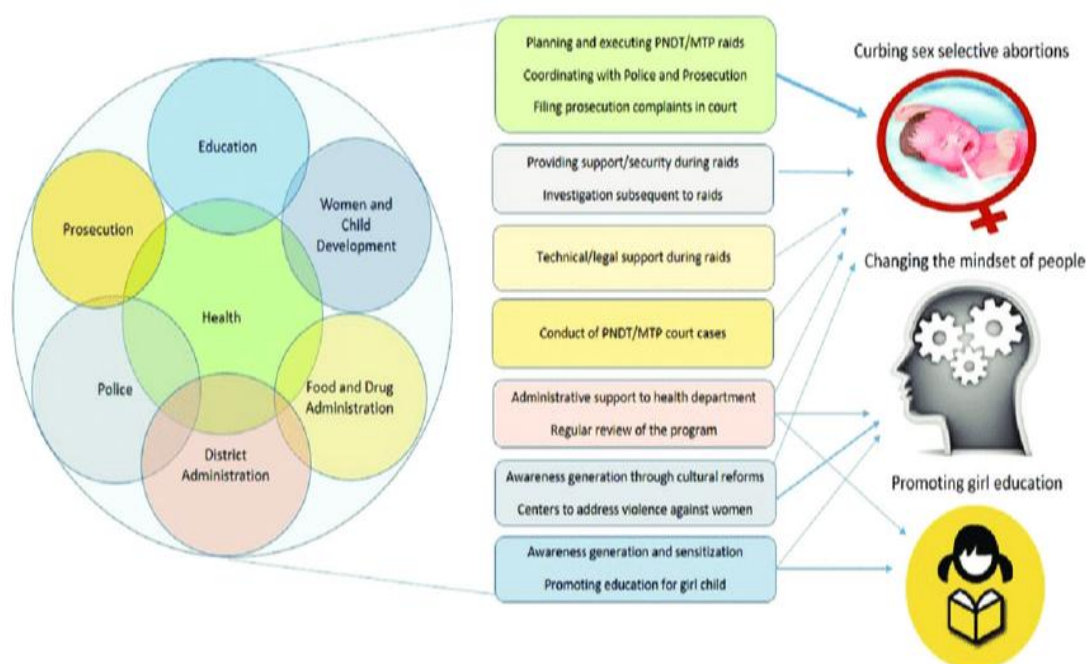 Education
Women and
Child
Development
Prosecution
Health
Police
Food and Drug
Administration
District
Administration
Planning and executing PNDT/MTP raids
Coordinating with Police and Prosecution
Filing prosecution complaints in court
Providing support/security during raids
Investigation subsequent to raids
Technical/legal support during raids
Conduct of PNDT/MTP court cases
Administrative support to health department
Regular review of the program
Awareness generation through cultural reforms
Centers to address violence against women
Awareness generation and sensitization
Promoting education for girl child
Curbing sex selective abortions
Changing the mindset of people
Promoting girl education